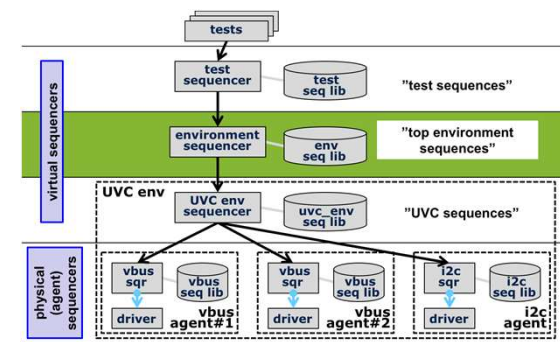 tests
virtual sequencers
test
sequencer
test
seq lib
"test sequences"
environment
sequencer
env
seq lib
"top environment
sequences"
UVC env
UVC env
sequencer
uvc_env
seq lib
"UVC sequences"
physical
(agent)
sequencers
vbus
sqr
vbus
seq lib
driver
vbus
agent#1
vbus
sqr
vbus
seq lib
driver
vbus
agent#2
i2c
sqr
i2c
seq lib
driver
i2c
agent